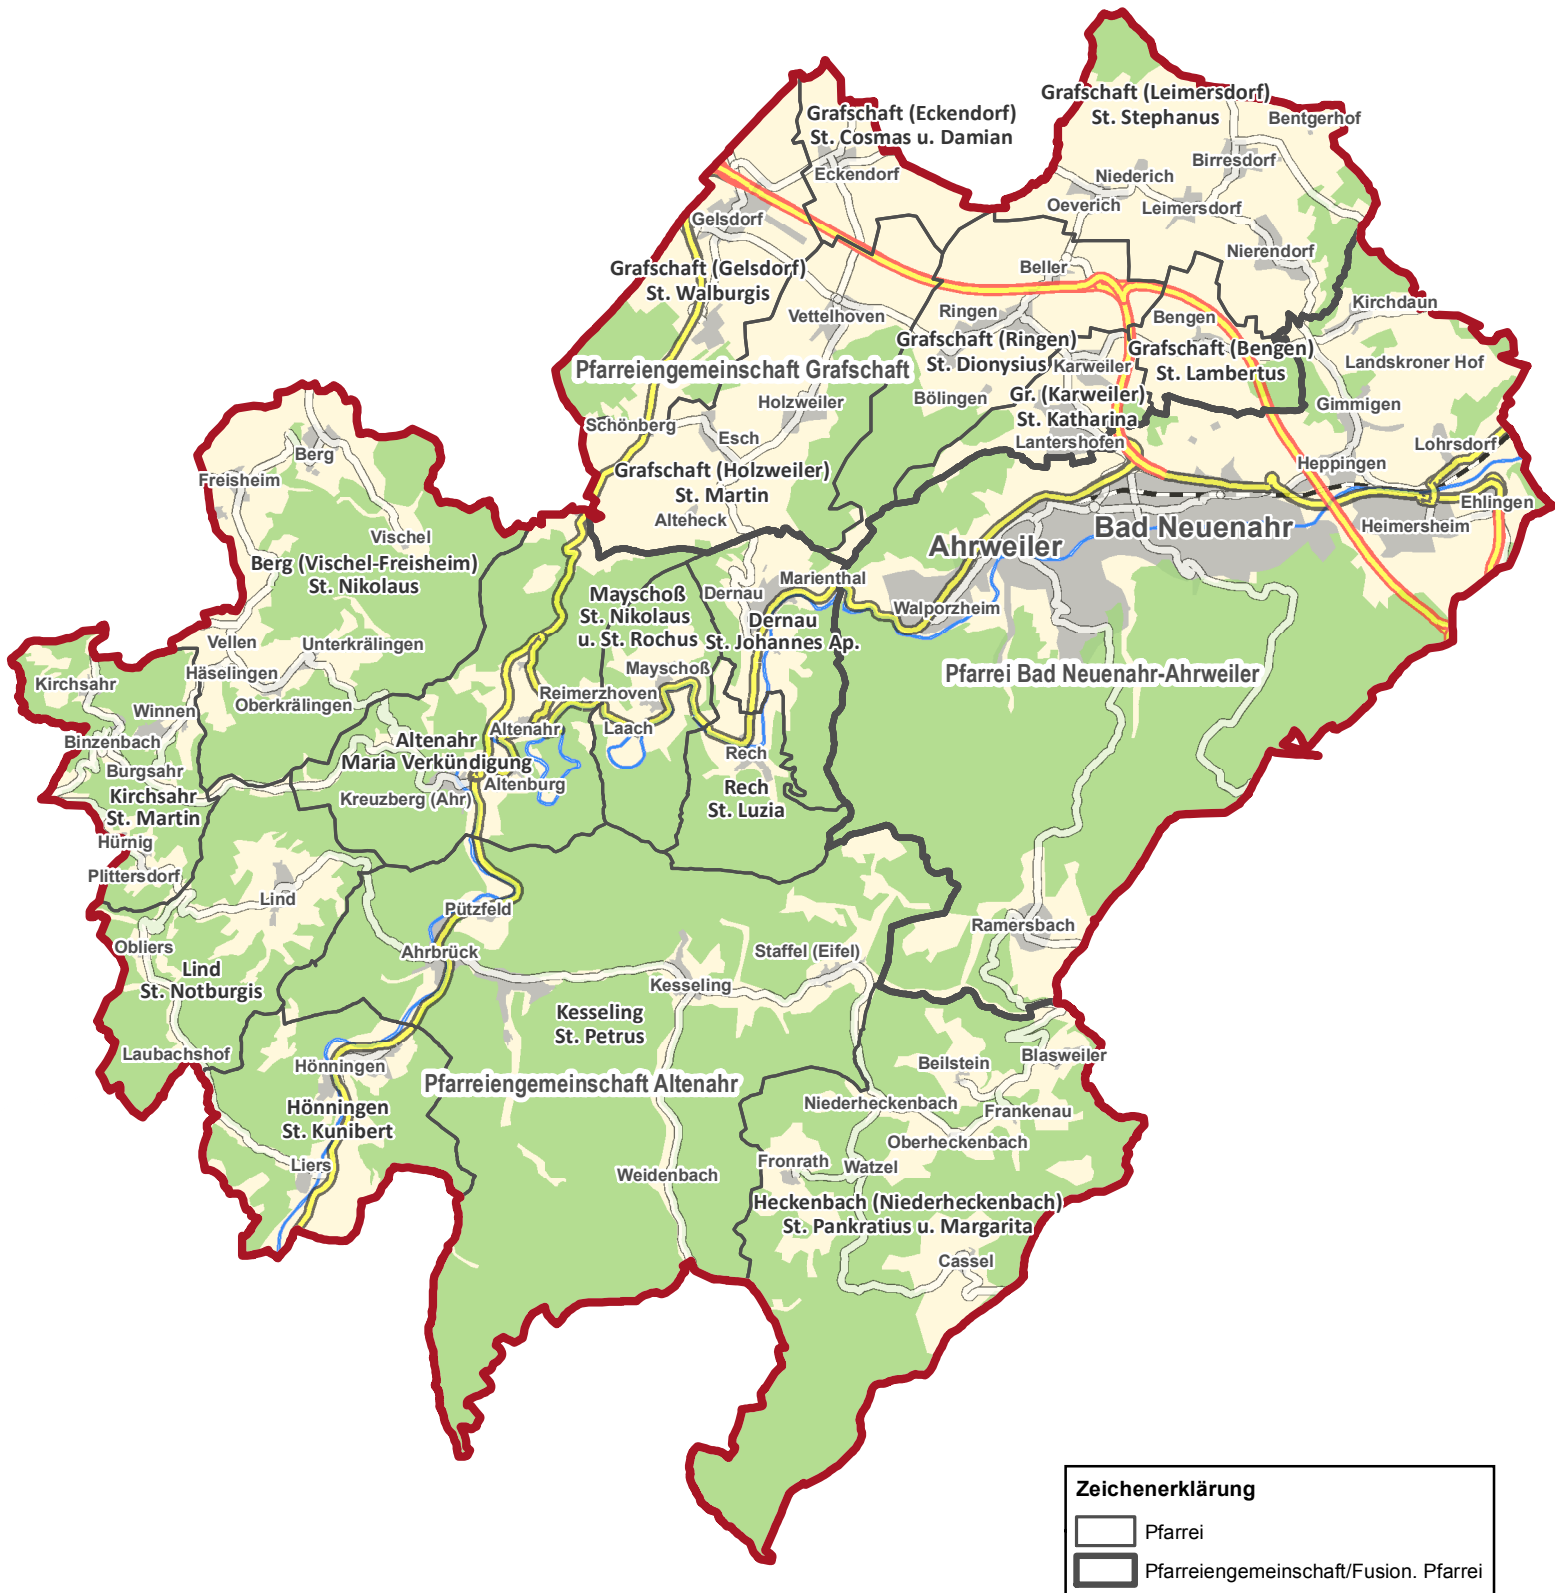 Grafschaft (Leimersdorf)
St. Stephanus
Bentgerhof
Grafschaft (Eckendorf)
St. Cosmas u. Damian
Eckendorf
Birresdorf
Niederich
Oeverich
Leimersdorf
Gelsdorf
Nierendorf
Grafschaft (Gelsdorf)
St. Walburgis
Beller
Kirchdaun
Vettelhoven
Ringen
Bengen
Grafschaft (Ringen)
St. Dionysius
Grafschaft (Bengen)
St. Lambertus
Landskroner Hof
Pfarreiengemeinschaft Grafschaft
Karweiler
Gr. (Karweiler)
St. Katharina
Bölingen
Holzweiler
Gimmigen
Schönberg
Esch
Lantershofen
Lohrsdorf
Berg
Heppingen
Grafschaft (Holzweiler)
St. Martin
Freisheim
Ehlingen
Alteheck
Heimersheim
Bad Neuenahr
Ahrweiler
Vischel
Berg (Vischel-Freisheim)
St. Nikolaus
Marienthal
Mayschoß
St. Nikolaus
u. St. Rochus
Dernau
Walporzheim
Dernau
St. Johannes Ap.
Vellen
Unterkrälingen
Häselingen
Mayschoß
Pfarrei Bad Neuenahr-Ahrweiler
Kirchsahr
Reimerzhoven
Oberkrälingen
Winnen
Altenahr
Laach
Binzenbach
Altenahr
Maria Verkündigung
Rech
Burgsahr
Altenburg
Rech
St. Luzia
Kirchsahr
St. Martin
Kreuzberg (Ahr)
Hürnig
Plittersdorf
Lind
Pützfeld
Ramersbach
Obliers
Ahrbrück
Staffel (Eifel)
Lind
St. Notburgis
Kesseling
Kesseling
St. Petrus
Laubachshof
Hönningen
Blasweiler
Beilstein
Pfarreiengemeinschaft Altenahr
Niederheckenbach
Frankenau
Hönningen
St. Kunibert
Oberheckenbach
Liers
Fronrath
Watzel
Weidenbach
Heckenbach (Niederheckenbach)
St. Pankratius u. Margarita
Cassel
Zeichenerklärung
Pfarrei
Pfarreiengemeinschaft/Fusion. Pfarrei